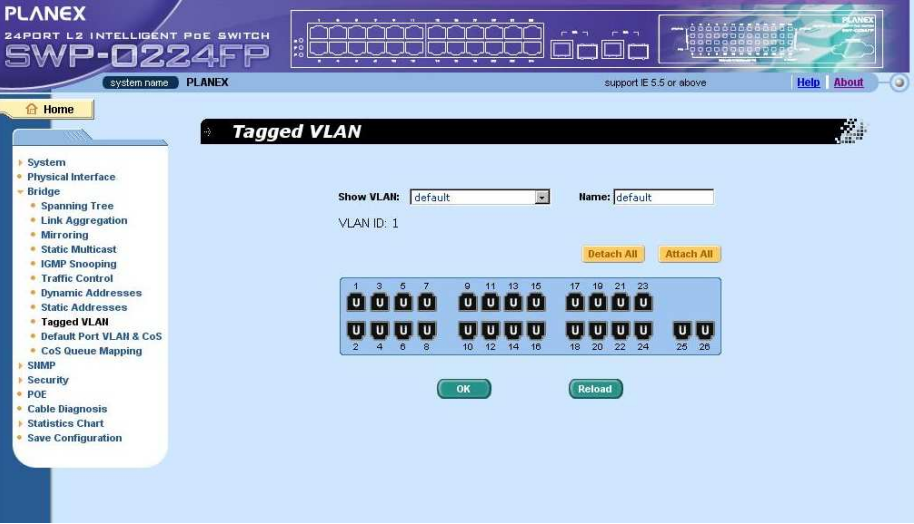 PLANEX
24PORT L2 INTELLIGENT PoE SWITCH
SWP-0224FP
PLANEX
system name PLANEX support IE 5.5 or above Help About
Home
Tagged VLAN
System
Physical Interface
Bridge
Spanning Tree
Link Aggregation
Mirroring
Static Multicast
IGMP Snooping
Traffic Control
Dynamic Addresses
Static Addresses
Tagged VLAN
Default Port VLAN & CoS
CoS Queue Mapping
SNMP
Security
POE
Cable Diagnosis
Statistics Chart
Save Configuration
Show VLAN: default Name: default
VLAN ID: 1
Detach All Attach All
1 3 5 7 9 11 13 15 17 19 21 23
U U U U U U U U U U U U
U U U U U U U U U U U U U U
2 4 6 8 10 12 14 16 18 20 22 24 25 26
OK Reload